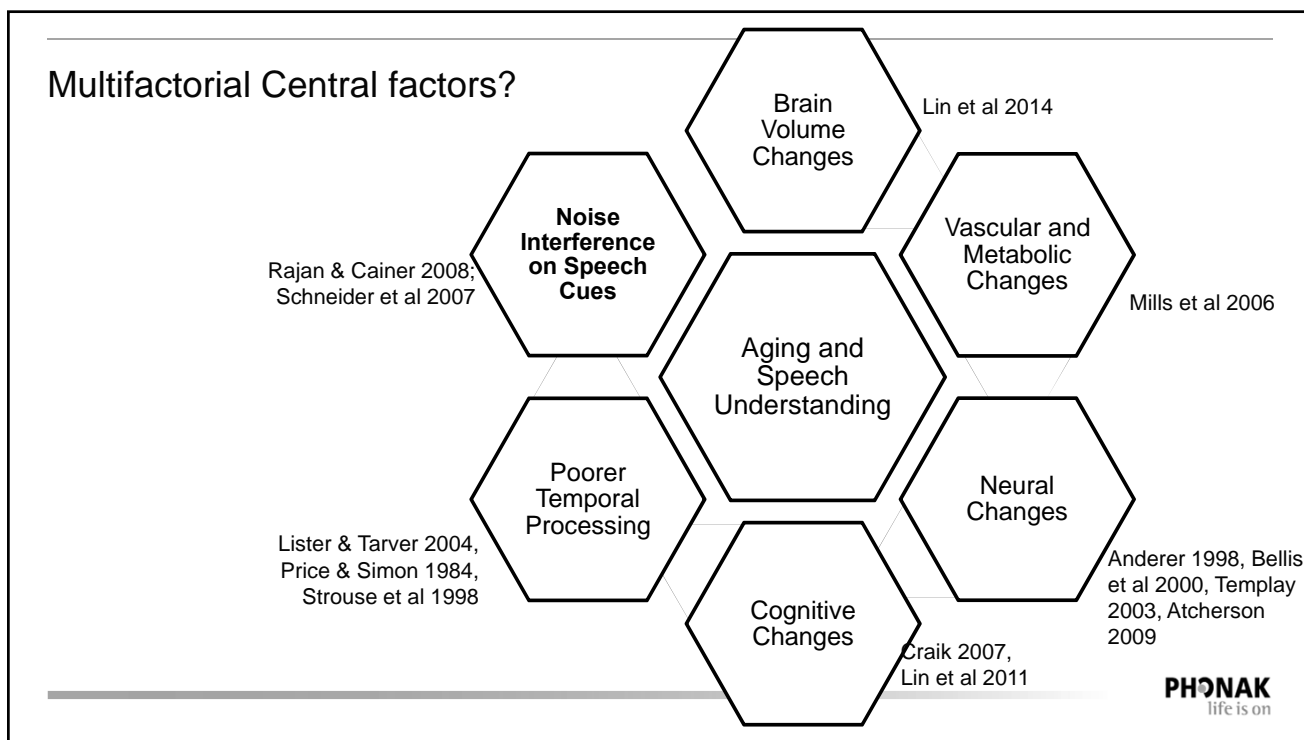 Multifactorial Central factors?
Brain
Volume
Changes
Lin et al 2014
Noise
Interference
on Speech
Cues
Rajan & Cainer 2008;
Schneider et al 2007
Vascular and
Metabolic
Changes
Mills et al 2006
Aging and
Speech
Understanding
Poorer
Temporal
Processing
Lister & Tarver 2004,
Price & Simon 1984,
Strouse et al 1998
Neural
Changes
Anderer 1998, Bellis
et al 2000, Templay
2003, Atcherson
2009
Cognitive
Changes
Craik 2007,
Lin et al 2011
PHONAK
life is on